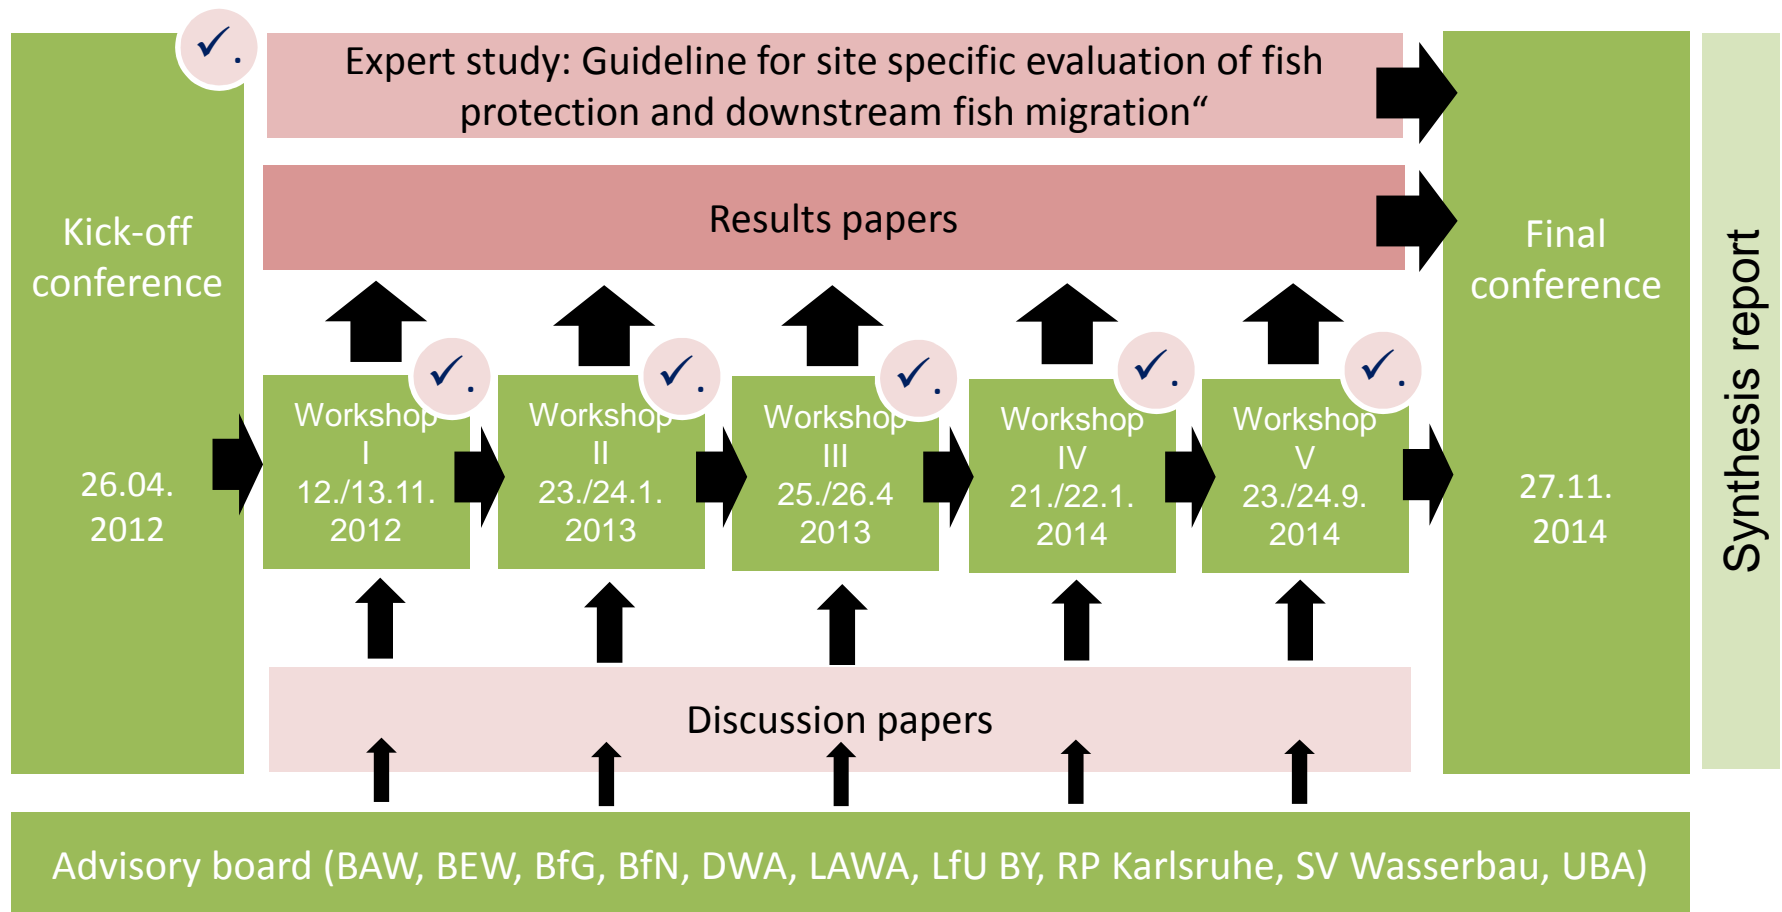 Expert study: Guideline for site specific evaluation of fish
protection and downstream fish migration“
Results papers
Kick-off
conference
26.04.
2012
Workshop
I
12./13.11.
2012
Workshop
II
23./24.1.
2013
Workshop
III
25./26.4
2013
Workshop
IV
21./22.1.
2014
Workshop
V
23./24.9.
2014
Final
conference
27.11.
2014
Synthesis report
Discussion papers
Advisory board (BAW, BEW, BfG, BfN, DWA, LAWA, LfU BY, RP Karlsruhe, SV Wasserbau, UBA)